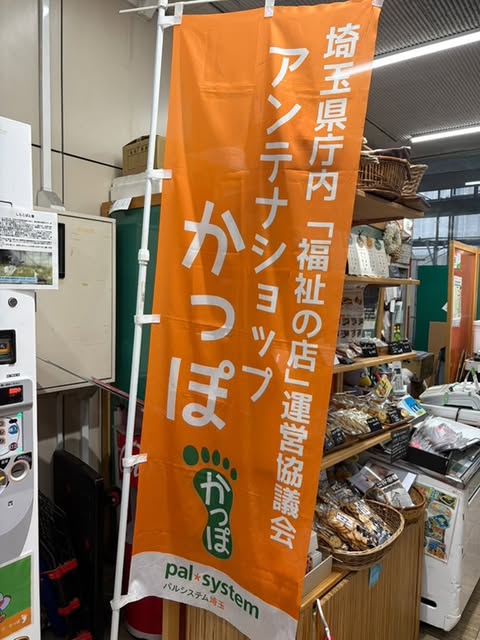 埼玉県庁内「福祉の店」運営協議会
アンテナショップ
かっぽ
かっぽ
pal*system
パルシステム埼玉